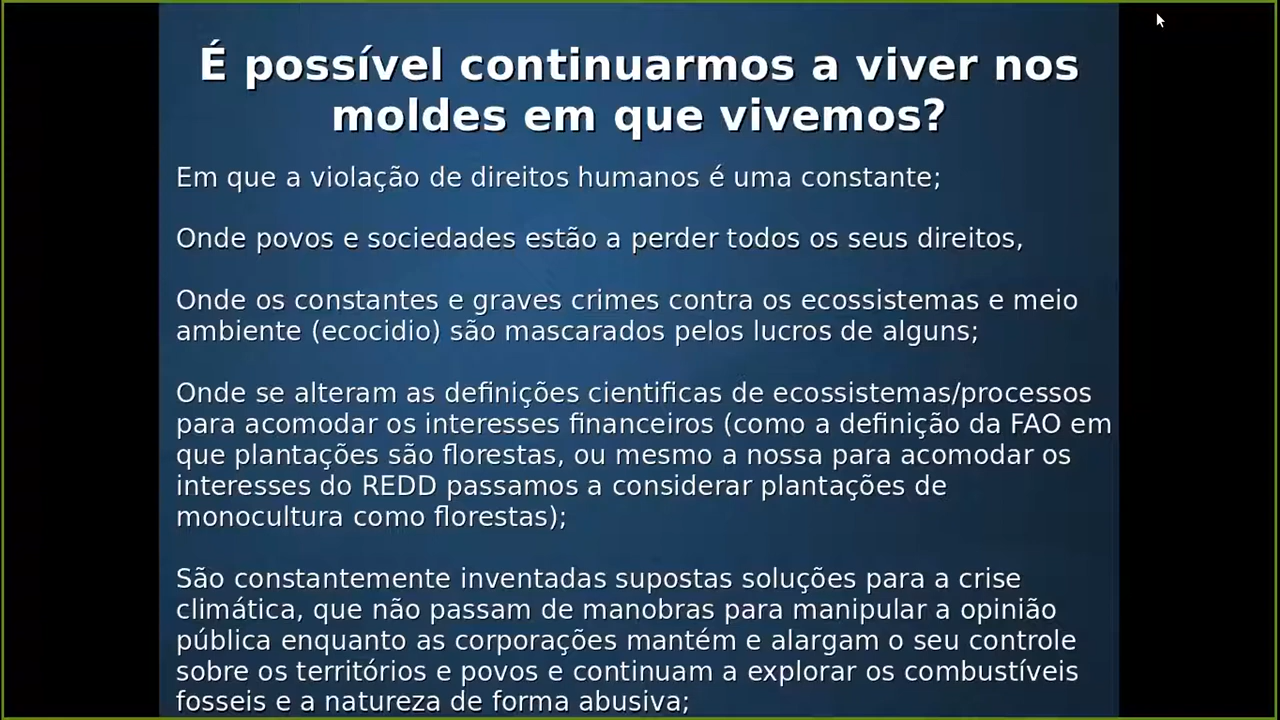 É possível continuarmos a viver nos
moldes em que vivemos?
Em que a violação de direitos humanos é uma constante;
Onde povos e sociedades estão a perder todos os seus direitos,
Onde os constantes e graves crimes contra os ecossistemas e meio
ambiente (ecocidio) são mascarados pelos lucros de alguns;
Onde se alteram as definições cientificas de ecossistemas/processos
para acomodar os interesses financeiros (como a definição da FAO em
que plantações são florestas, ou mesmo a nossa para acomodar os
interesses do REDD passamos a considerar plantações de
monocultura como florestas);
São constantemente inventadas supostas soluções para a crise
climática, que não passam de manobras para manipular a opinião
pública enquanto as corporações mantém e alargam o seu controle
sobre os territórios e povos e continuam a explorar os combustíveis
fosseis e a natureza de forma abusiva;